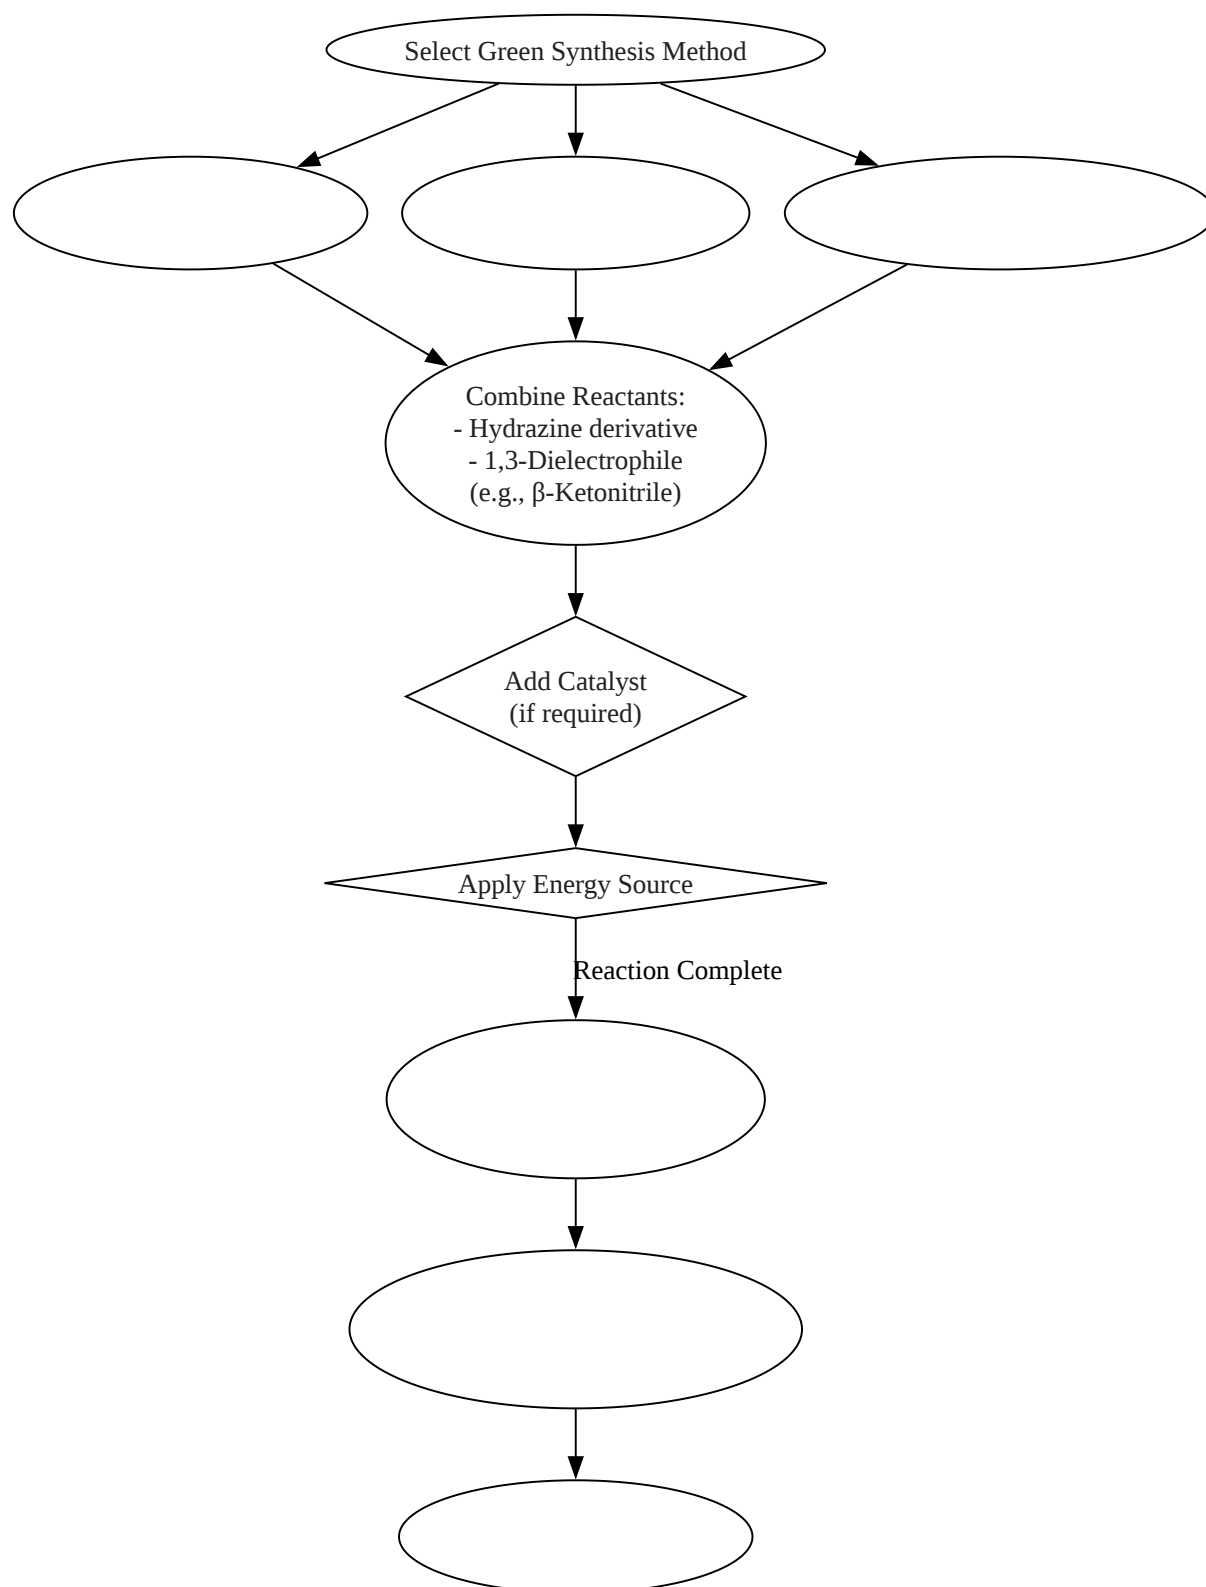 Select Green Synthesis Method
Combine Reactants:
- Hydrazine derivative
- 1,3-Dielectrophile
(e.g., β-Ketonitrile)
Add Catalyst
(if required)
Apply Energy Source
Reaction Complete